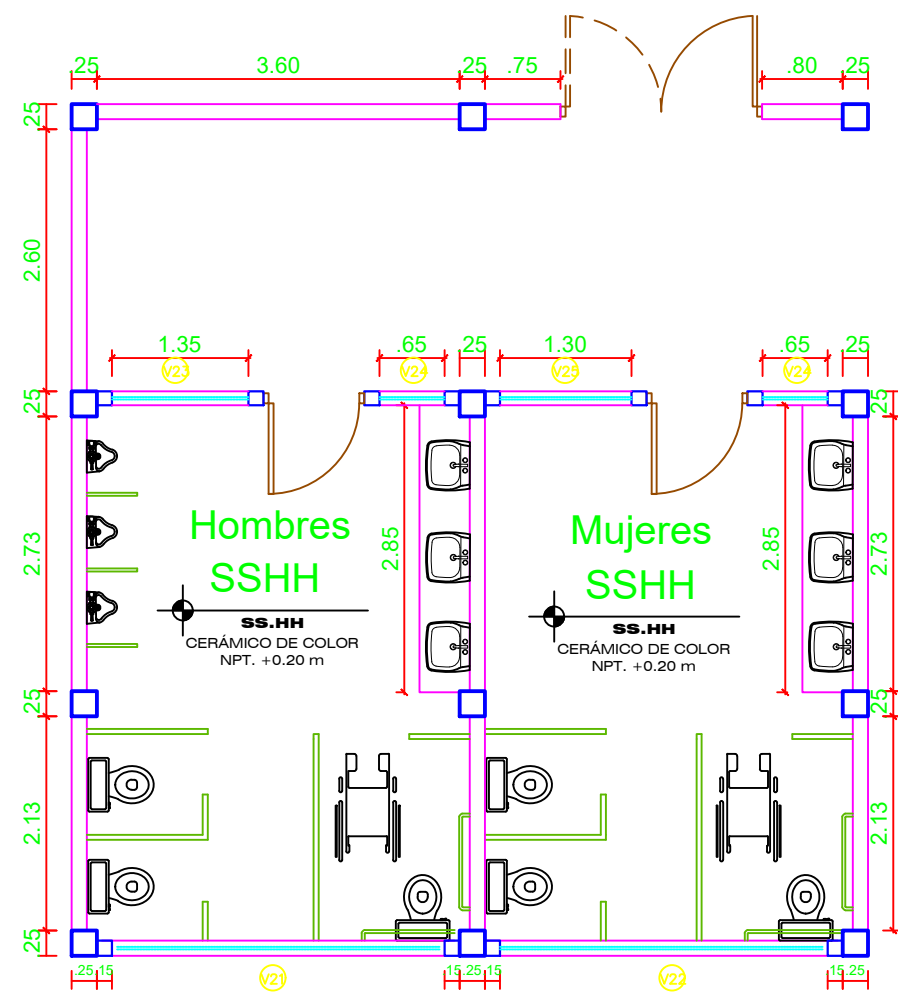 .25
3.60
.25
.75
.80
.25
.25
2.60
1.35
.65
.25
1.30
.65
.25
V23
V24
V25
V24
.25
.25
2.73
2.85
2.85
2.73
Hombres
SSHH
SS.HH
CERÁMICO DE COLOR
NPT. +0.20 m
Mujeres
SSHH
SS.HH
CERÁMICO DE COLOR
NPT. +0.20 m
.25
.25
2.13
2.13
.25
.25
.15
.15
.25
.15
.25
V21
V22